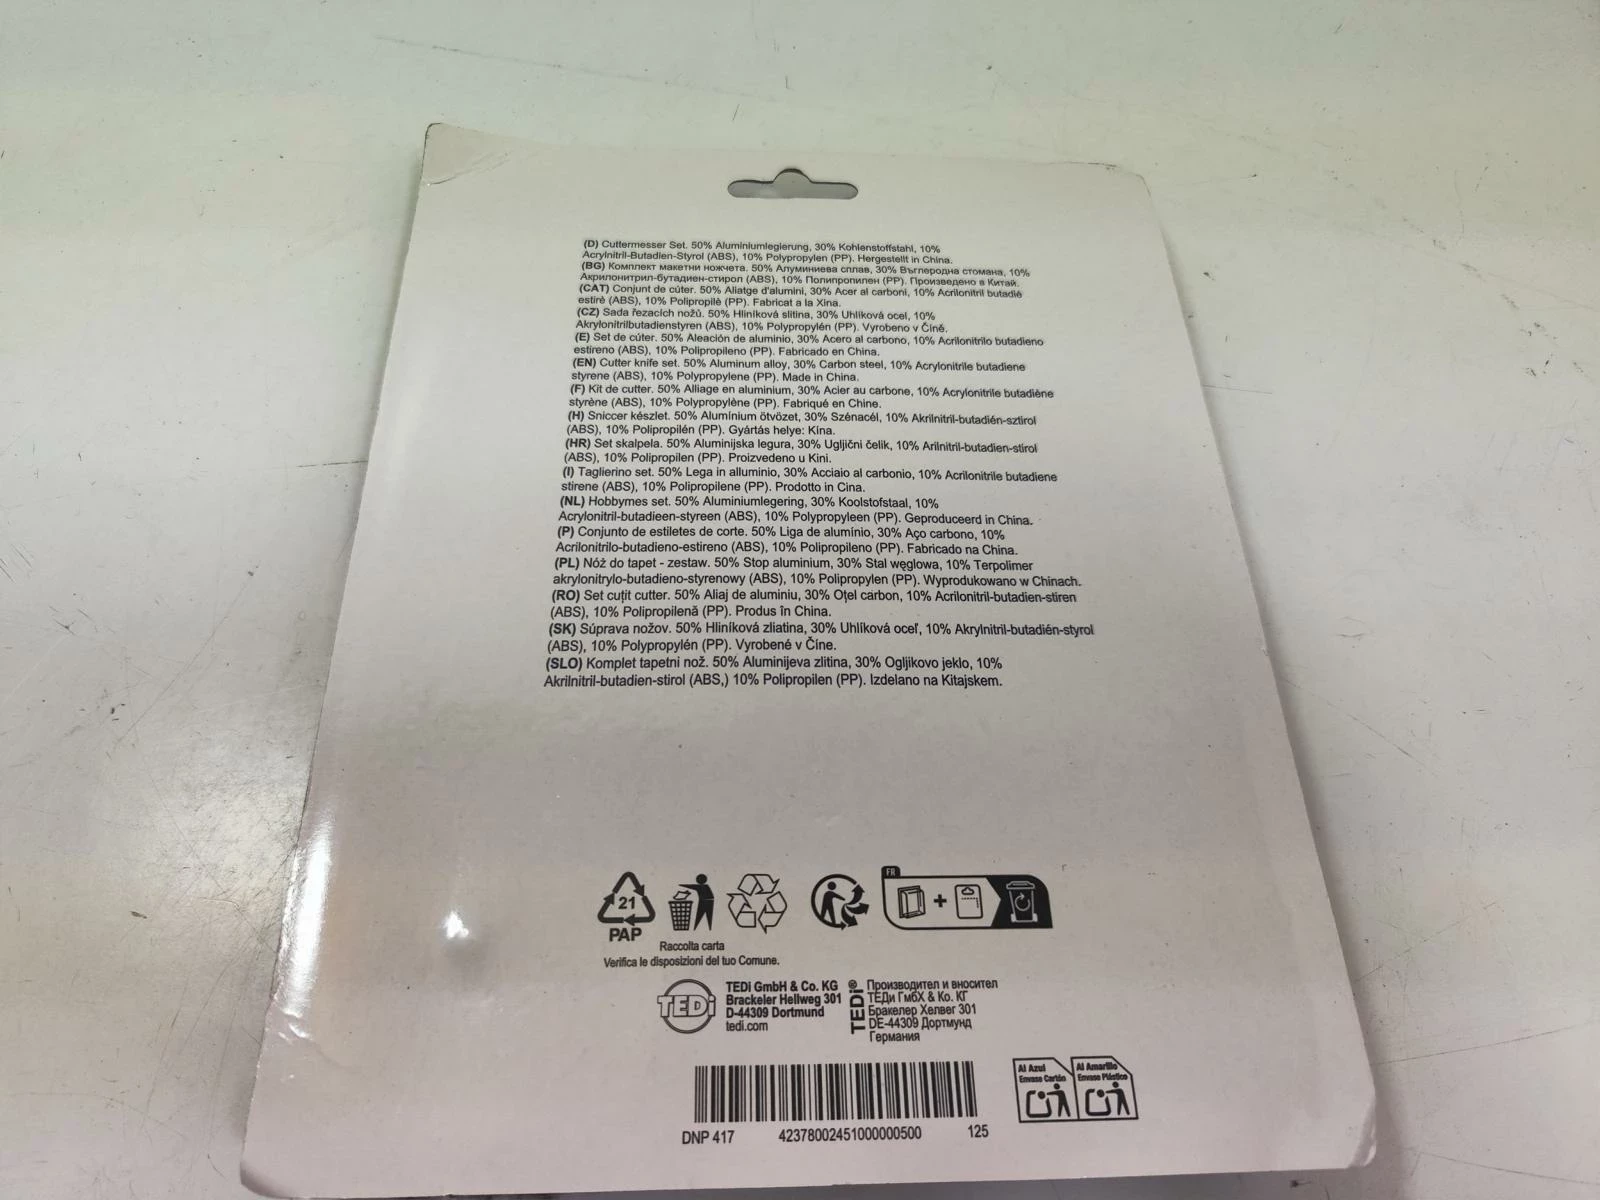 (D) Cuttermesser Set. 50% Aluminiumlegierung, 30% Kohlenstoffstahl, 10%
Acrylnitril-Butadien-Styrol (ABS), 10% Polypropylen (PP). Hergestellt in China.
(BG) Комплект макетни ножчета. 50% Алуминиева сплав, 30% Въглеродна стомана, 10%
Акрилонитрил-бутадиен-стирол (ABS), 10% Полипропилен (PP). Произведено в Китай.
(CAT) Conjunt de cúter. 50% Aliatge d'alumini, 30% Acer al carboni, 10% Acrilonitril butadiè
estirè (ABS), 10% Polipropilè (PP). Fabricat a la Xina.
(CZ) Sada řezacích nožů. 50% Hliníková slitina, 30% Uhlíková ocel, 10%
Akrylonitrilbutadienstyren (ABS), 10% Polypropylén (PP). Vyrobeno v Číně.
(E) Set de cúter. 50% Aleación de aluminio, 30% Acero al carbono, 10% Acrilonitrilo butadieno
estireno (ABS), 10% Polipropileno (PP). Fabricado en China.
(EN) Cutter knife set. 50% Aluminum alloy, 30% Carbon steel, 10% Acrylonitrile butadiene
styrene (ABS), 10% Polypropylene (PP). Made in China.
(F) Kit de cutter. 50% Alliage en aluminium, 30% Acier au carbone, 10% Acrylonitrile butadiène
styrène (ABS), 10% Polypropylène (PP). Fabriqué en Chine.
(H) Sniccer készlet. 50% Alumínium ötvözet, 30% Szénacél, 10% Akrilnitril-butadién-sztirol
(ABS), 10% Polipropilén (PP). Gyártás helye: Kína.
(HR) Set skalpela. 50% Aluminijska legura, 30% Ugljični čelik, 10% Arilnitril-butadien-stirol
(ABS), 10% Polipropilen (PP). Proizvedeno u Kini.
(I) Taglierino set. 50% Lega in alluminio, 30% Acciaio al carbonio, 10% Acrilonitrile butadiene
stirene (ABS), 10% Polipropilene (PP). Prodotto in Cina.
(NL) Hobbymes set. 50% Aluminiumlegering, 30% Koolstofstaal, 10%
Acrylonitril-butadieen-styreen (ABS), 10% Polypropyleen (PP). Geproduceerd in China.
(P) Conjunto de estiletes de corte. 50% Liga de alumínio, 30% Aço carbono, 10%
Acrilonitrilo-butadieno-estireno (ABS), 10% Polipropileno (PP). Fabricado na China.
(PL) Nóż do tapet - zestaw. 50% Stop aluminium, 30% Stal węglowa, 10% Terpolimer
akrylonitrylo-butadieno-styrenowy (ABS), 10% Polipropylen (PP). Wyprodukowano w Chinach.
(RO) Set cuțit cutter. 50% Aliaj de aluminiu, 30% Oțel carbon, 10% Acrilonitril-butadien-stiren
(ABS), 10% Polipropilenă (PP). Produs în China.
(SK) Súprava nožov. 50% Hliníková zliatina, 30% Uhlíková oceľ, 10% Akrylnitril-butadién-styrol
(ABS), 10% Polypropylén (PP). Vyrobené v Číne.
(SLO) Komplet tapetni nož. 50% Aluminijeva zlitina, 30% Ogljikovo jeklo, 10%
Akrilnitril-butadien-stirol (ABS,) 10% Polipropilen (PP). Izdelano na Kitajskem.
FR
21
PAP
Raccolta carta
Verifica le disposizioni del tuo Comune.
TEDi
TEDi GmbH & Co. KG
Brackeler Hellweg 301
D-44309 Dortmund
tedi.com
TEDi®
Производител и вносител
ТЕДи ГмбХ & Ко. КГ
Бракелер Хелвег 301
DE-44309 Дортмунд
Германия
Al Azul
Envase Cartón
Al Amarillo
Envase Plástico
DNP 417 42378002451000000500 125